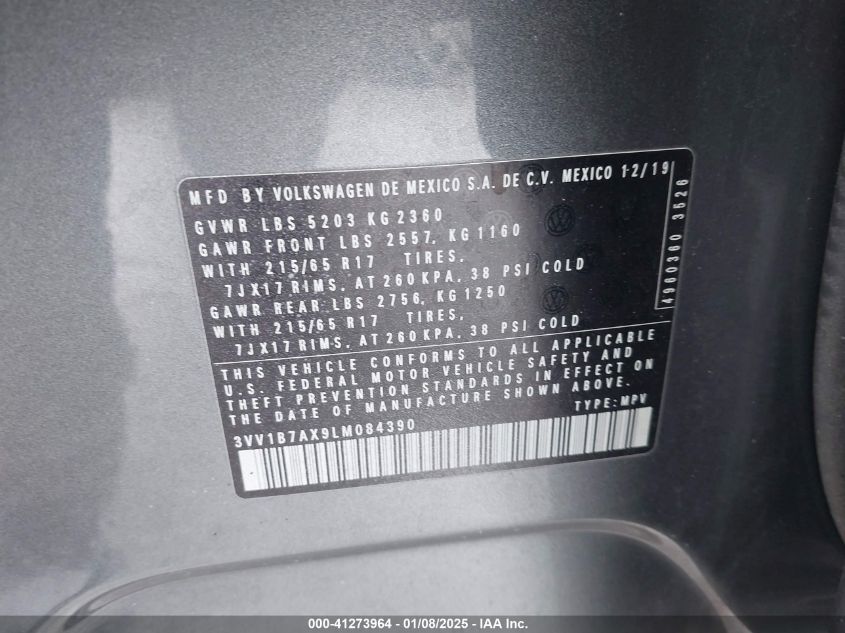 MFD BY VOLKSWAGEN DE MEXICO S.A. DE C.V. MEXICO 12/19
GVWR LBS 5203 KG 2360
GAWR FRONT LBS 2557, KG 1160
WITH 215/65 R17 TIRES,
7JX17 RIMS, AT 260 KPA, 38 PSI COLD
GAWR REAR LBS 2756, KG 1250
WITH 215/65 R17 TIRES,
7JX17 RIMS, AT 260 KPA, 38 PSI COLD
4960360 3526
THIS VEHICLE CONFORMS TO ALL APPLICABLE
U.S. FEDERAL MOTOR VEHICLE SAFETY AND
THEFT PREVENTION STANDARDS IN EFFECT ON
THE DATE OF MANUFACTURE SHOWN ABOVE.
3VV1B7AX9LM084390 TYPE: MPV
000-41273964 - 01/08/2025 - IAA Inc.